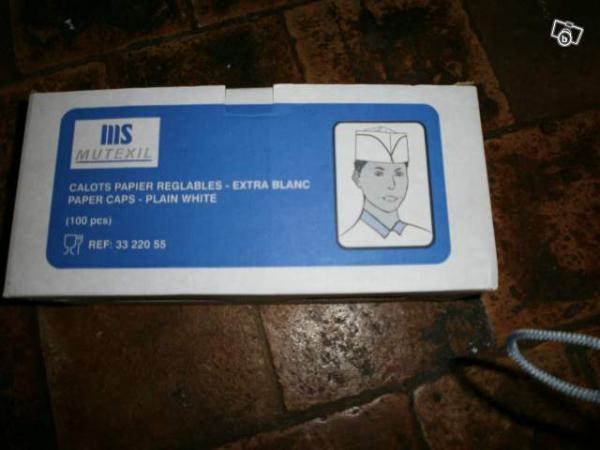 ms
MUTEXIL
CALOTS PAPIER REGLABLES - EXTRA BLANC
PAPER CAPS - PLAIN WHITE
(100 pcs)
REF: 33 220 55
b